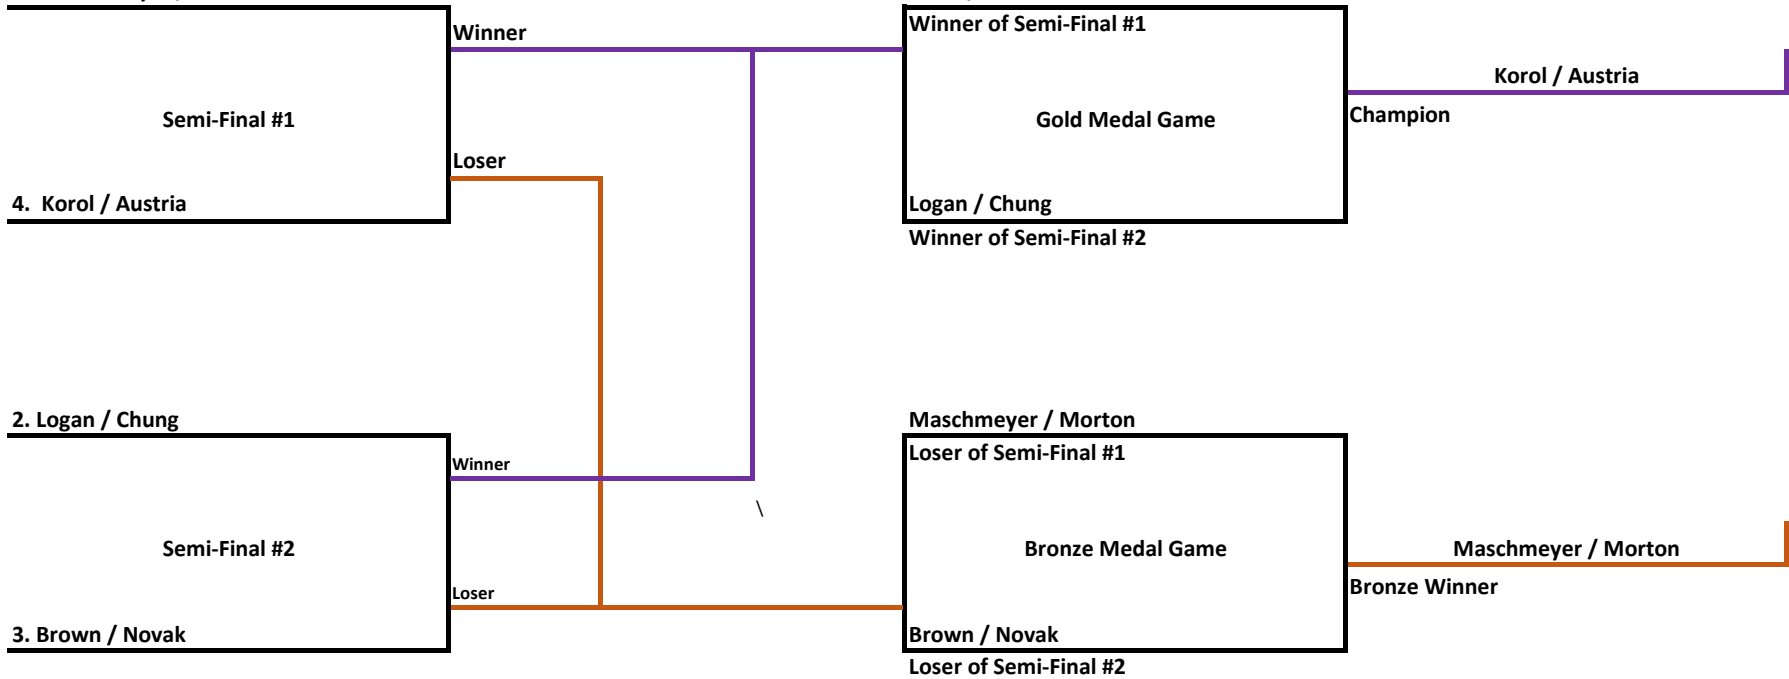 Winner
Semi-Final #1
Loser
4.  Korol / Austria
Winner of Semi-Final #1
Gold Medal Game
Logan / Chung
Winner of Semi-Final #2
Korol / Austria
Champion
2. Logan / Chung
Winner
Semi-Final #2
Loser
3. Brown / Novak
\
Maschmeyer / Morton
Loser of Semi-Final #1
Bronze Medal Game
Brown / Novak
Loser of Semi-Final #2
Maschmeyer / Morton
Bronze Winner